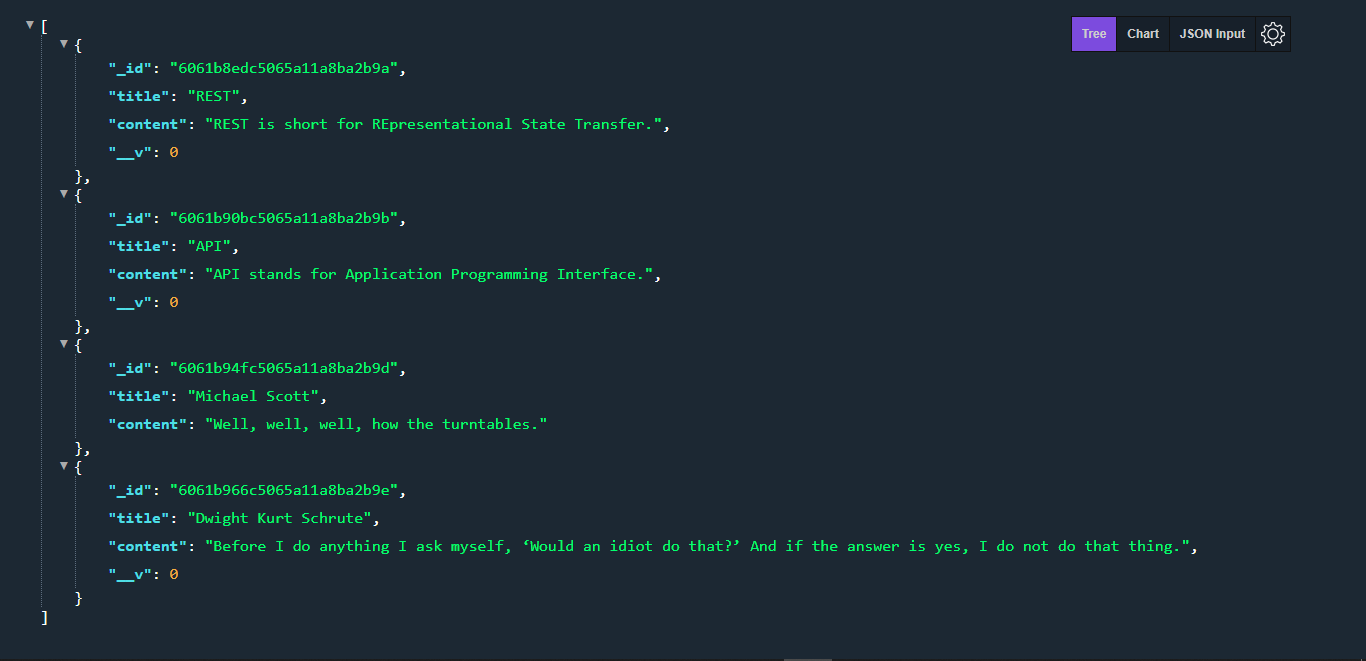 [
Tree Chart JSON Input
{
"_id": "6061b8edc5065a11a8ba2b9a",
"title": "REST",
"content": "REST is short for REpresentational State Transfer.",
"__v": 0
},
{
"_id": "6061b90bc5065a11a8ba2b9b",
"title": "API",
"content": "API stands for Application Programming Interface.",
"__v": 0
},
{
"_id": "6061b94fc5065a11a8ba2b9d",
"title": "Michael Scott",
"content": "Well, well, well, how the turntables."
},
{
"_id": "6061b966c5065a11a8ba2b9e",
"title": "Dwight Kurt Schrute",
"content": "Before I do anything I ask myself, ‘Would an idiot do that?’ And if the answer is yes, I do not do that thing.",
"__v": 0
}
]